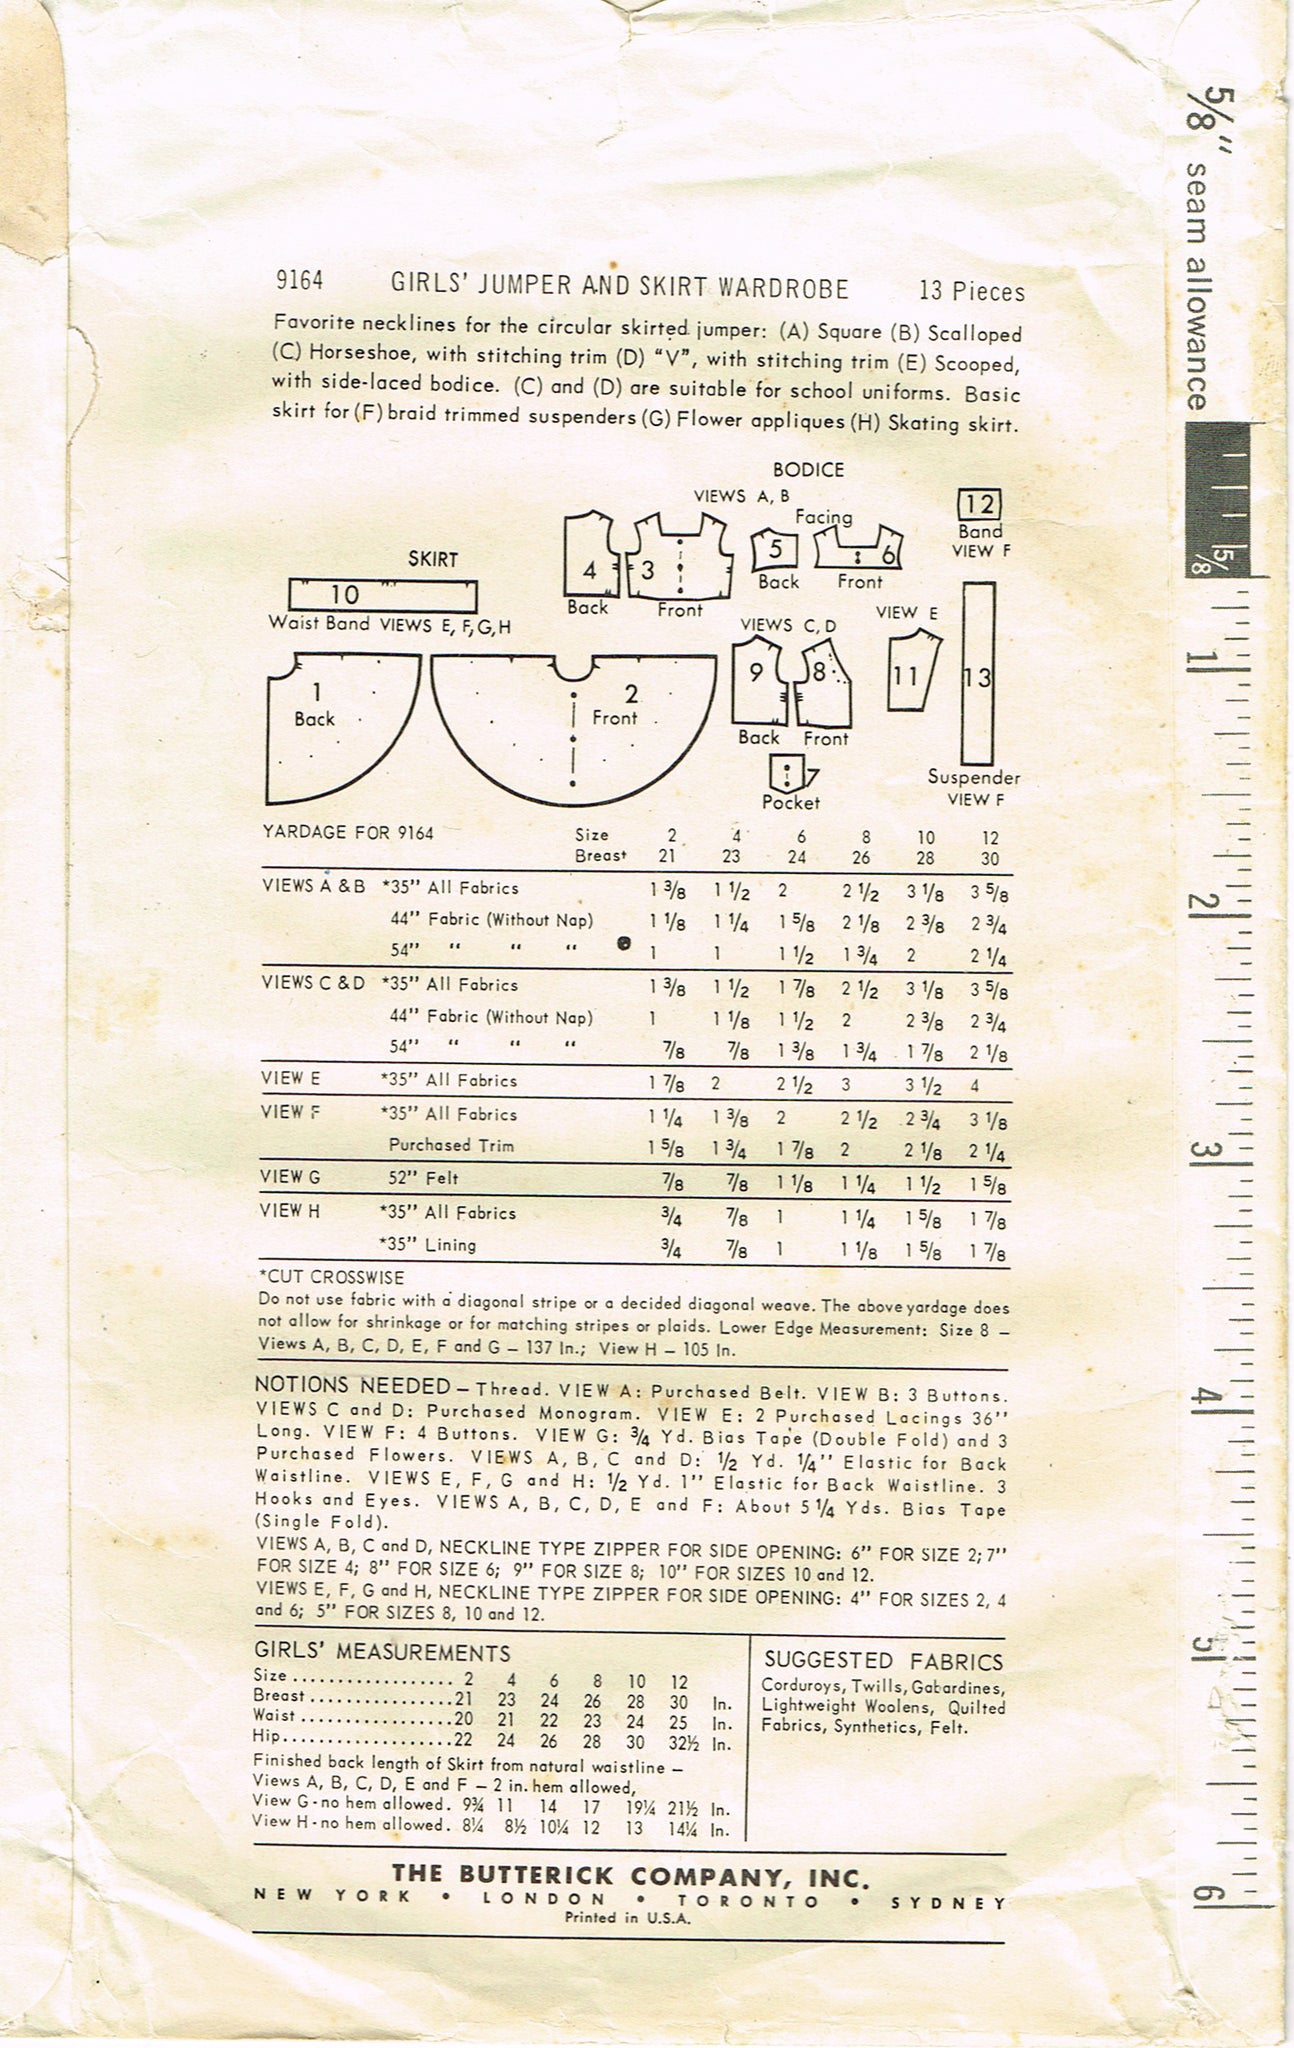 5/8" seam allowance
9164 GIRLS' JUMPER AND SKIRT WARDROBE 13 Pieces
Favorite necklines for the circular skirted jumper: (A) Square (B) Scalloped
(C) Horseshoe, with stitching trim (D) "V", with stitching trim (E) Scooped,
with side-laced bodice. (C) and (D) are suitable for school uniforms. Basic
skirt for (F) braid trimmed suspenders (G) Flower appliques (H) Skating skirt.
BODICE
VIEWS A, B
Facing
12
Band
VIEW F
SKIRT
4
3
5
6
Back
Front
Back
Front
10
Waist Band VIEWS E, F, G, H
VIEWS C, D
VIEW E
1
Back
2
Front
9
8
11
13
Back
Front
7
Pocket
Suspender
VIEW F
YARDAGE FOR 9164 Size 2 4 6 8 10 12
Breast 21 23 24 26 28 30
VIEWS A & B *35" All Fabrics 1 3/8 1 1/2 2 2 1/2 3 1/8 3 5/8
44" Fabric (Without Nap) 1 1/8 1 1/4 1 5/8 2 1/8 2 3/8 2 3/4
54" " " " 1 1 1 1/2 1 3/4 2 2 1/4
VIEWS C & D *35" All Fabrics 1 3/8 1 1/2 1 7/8 2 1/2 3 1/8 3 5/8
44" Fabric (Without Nap) 1 1 1/8 1 1/2 2 2 3/8 2 3/4
54" " " " 7/8 7/8 1 3/8 1 3/4 1 7/8 2 1/8
VIEW E *35" All Fabrics 1 7/8 2 2 1/2 3 3 1/2 4
VIEW F *35" All Fabrics 1 1/4 1 3/8 2 2 1/2 2 3/4 3 1/8
Purchased Trim 1 5/8 1 3/4 1 7/8 2 2 1/8 2 1/4
VIEW G 52" Felt 7/8 7/8 1 1/8 1 1/4 1 1/2 1 5/8
VIEW H *35" All Fabrics 3/4 7/8 1 1 1/4 1 5/8 1 7/8
*35" Lining 3/4 7/8 1 1 1/8 1 5/8 1 7/8
*CUT CROSSWISE
Do not use fabric with a diagonal stripe or a decided diagonal weave. The above yardage does
not allow for shrinkage or for matching stripes or plaids. Lower Edge Measurement: Size 8 –
Views A, B, C, D, E, F and G – 137 In.; View H – 105 In.
NOTIONS NEEDED – Thread. VIEW A: Purchased Belt. VIEW B: 3 Buttons.
VIEWS C and D: Purchased Monogram. VIEW E: 2 Purchased Lacings 36"
Long. VIEW F: 4 Buttons. VIEW G: 3/4 Yd. Bias Tape (Double Fold) and 3
Purchased Flowers. VIEWS A, B, C and D: 1/2 Yd. 1/4" Elastic for Back
Waistline. VIEWS E, F, G and H: 1/2 Yd. 1" Elastic for Back Waistline. 3
Hooks and Eyes. VIEWS A, B, C, D, E and F: About 5 1/4 Yds. Bias Tape
(Single Fold).
VIEWS A, B, C and D, NECKLINE TYPE ZIPPER FOR SIDE OPENING: 6" FOR SIZE 2; 7"
FOR SIZE 4; 8" FOR SIZE 6; 9" FOR SIZE 8; 10" FOR SIZES 10 and 12.
VIEWS E, F, G and H, NECKLINE TYPE ZIPPER FOR SIDE OPENING: 4" FOR SIZES 2, 4
and 6; 5" FOR SIZES 8, 10 and 12.
GIRLS' MEASUREMENTS
Size .................. 2 4 6 8 10 12
Breast ................ 21 23 24 26 28 30 In.
Waist ................. 20 21 22 23 24 25 In.
Hip.................... 22 24 26 28 30 32½ In.
Finished back length of Skirt from natural waistline –
Views A, B, C, D, E and F – 2 in. hem allowed,
View G - no hem allowed. 9¾ 11 14 17 19¼ 21½ In.
View H - no hem allowed. 8¼ 8½ 10¼ 12 13 14¼ In.
SUGGESTED FABRICS
Corduroys, Twills, Gabardines,
Lightweight Woolens, Quilted
Fabrics, Synthetics, Felt.
THE BUTTERICK COMPANY, INC.
NEW YORK • LONDON • TORONTO • SYDNEY
Printed in U.S.A.
5/8
5/8
1
2
3
4
5
6